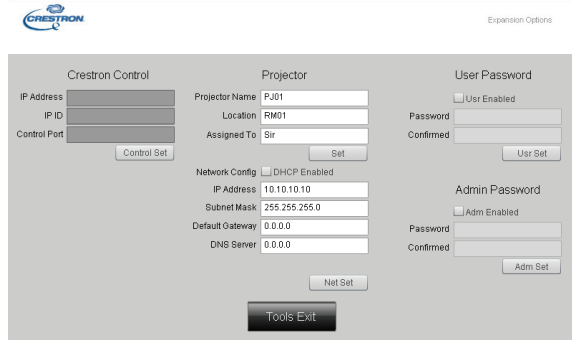 CRESTRON
Expansion Options
Crestron Control
IP Address
IP ID
Control Port
Control Set
Projector
Projector Name PJ01
Location RM01
Assigned To Sir
Set
Network Config DHCP Enabled
IP Address 10.10.10.10
Subnet Mask 255.255.255.0
Default Gateway 0.0.0.0
DNS Server 0.0.0.0
Net Set
User Password
Usr Enabled
Password
Confirmed
Usr Set
Admin Password
Adm Enabled
Password
Confirmed
Adm Set
Tools Exit